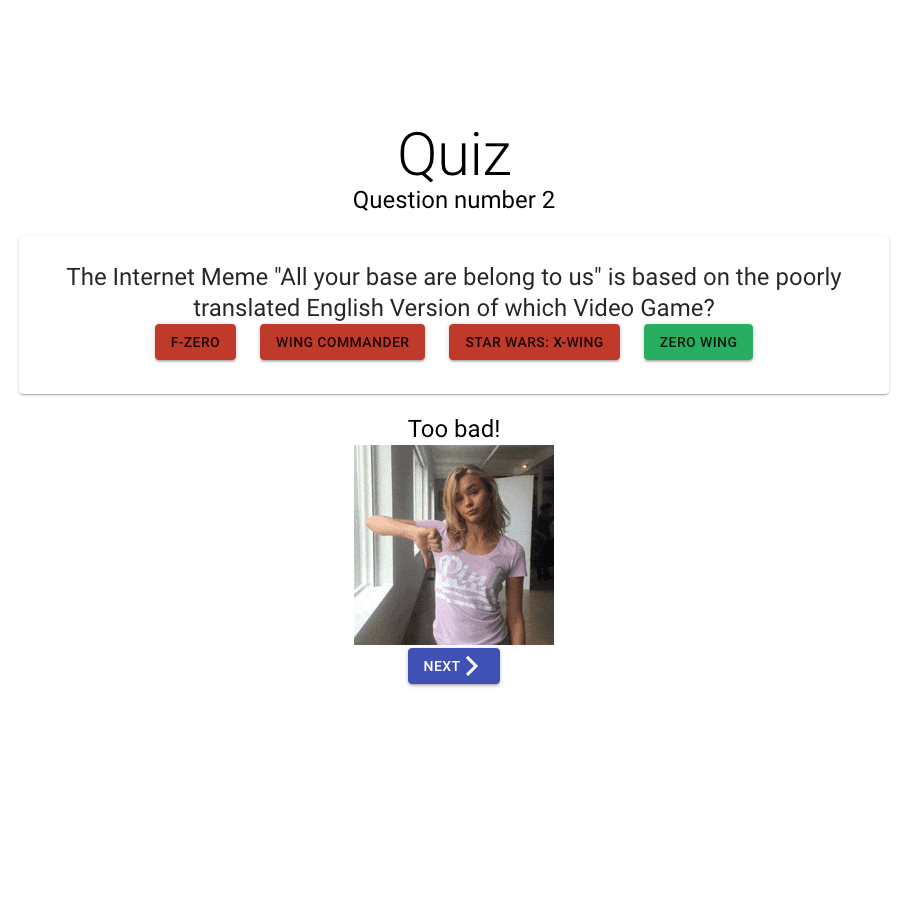 Quiz
Question number 2
The Internet Meme "All your base are belong to us" is based on the poorly
translated English Version of which Video Game?
F-ZERO
WING COMMANDER
STAR WARS: X-WING
ZERO WING
Too bad!
Pink
NEXT